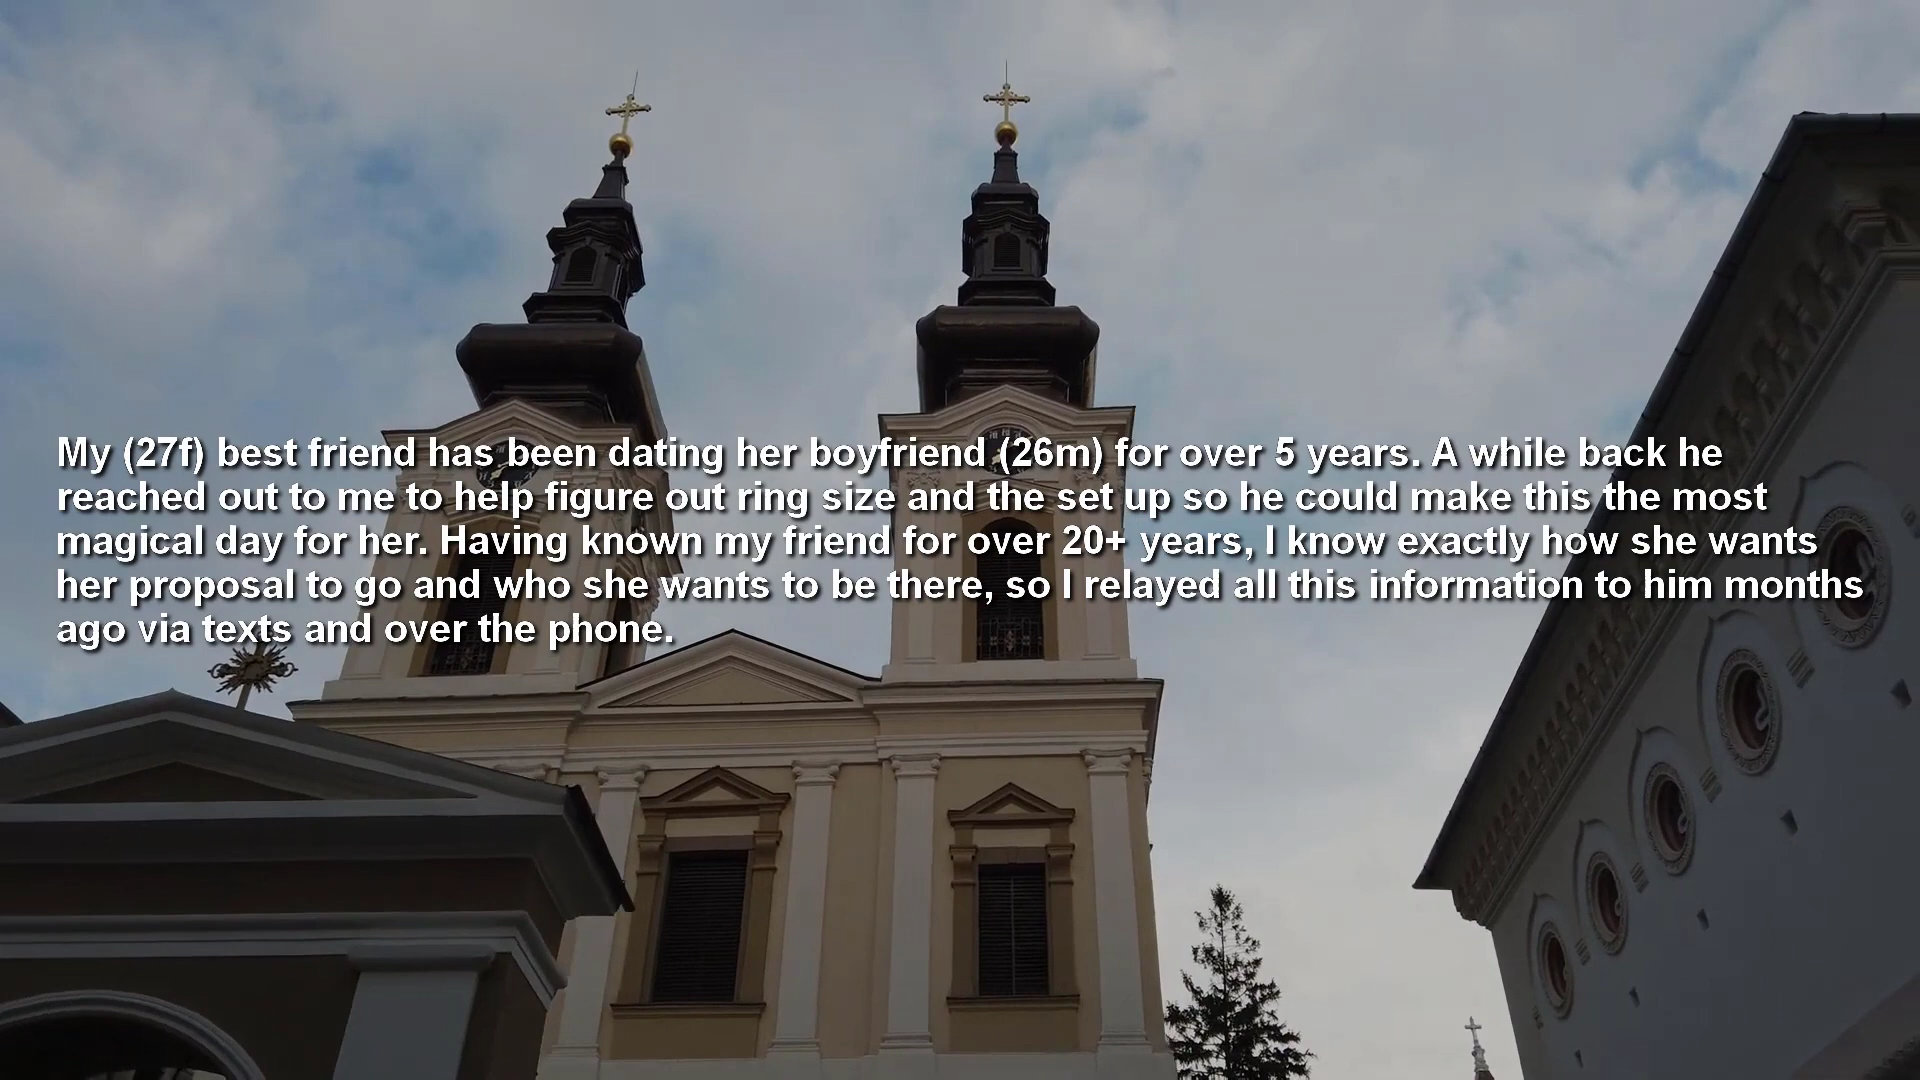 My (27f) best friend has been dating her boyfriend (26m) for over 5 years. A while back he
reached out to me to help figure out ring size and the set up so he could make this the most
magical day for her. Having known my friend for over 20+ years, I know exactly how she wants
her proposal to go and who she wants to be there, so I relayed all this information to him months
ago via texts and over the phone.